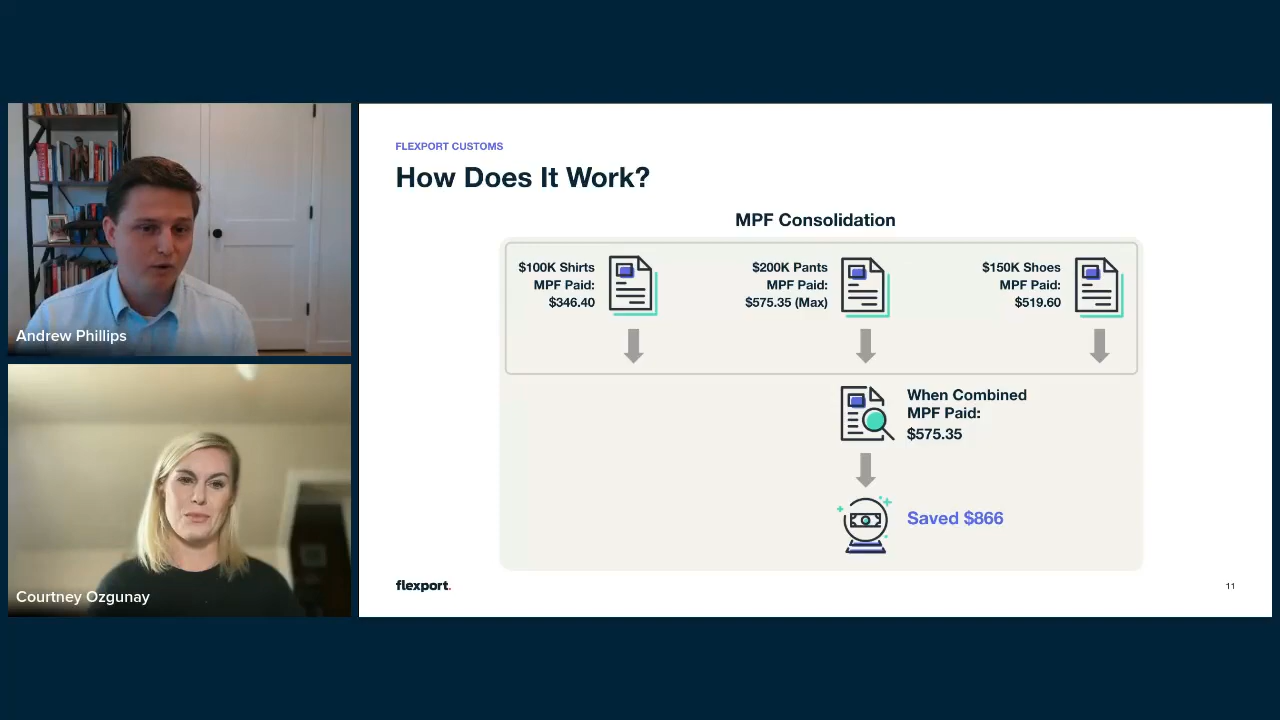 Andrew Phillips
Courtney Ozgunay
FLEXPORT CUSTOMS
How Does It Work?
MPF Consolidation
$100K Shirts
MPF Paid:
$346.40
$200K Pants
MPF Paid:
$575.35 (Max)
$150K Shoes
MPF Paid:
$519.60
When Combined
MPF Paid:
$575.35
Saved $866
flexport.
11